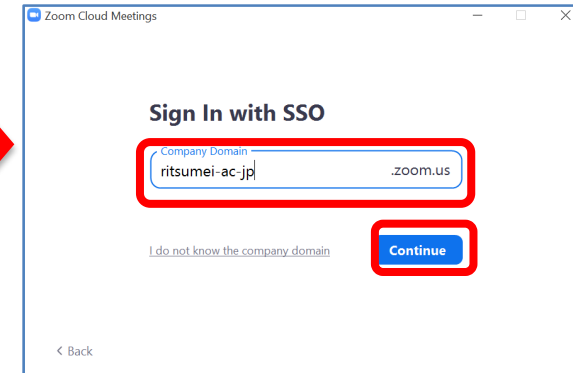 Zoom Cloud Meetings
Sign In with SSO
Company Domain
ritsumei-ac-jp .zoom.us
I do not know the company domain Continue
< Back